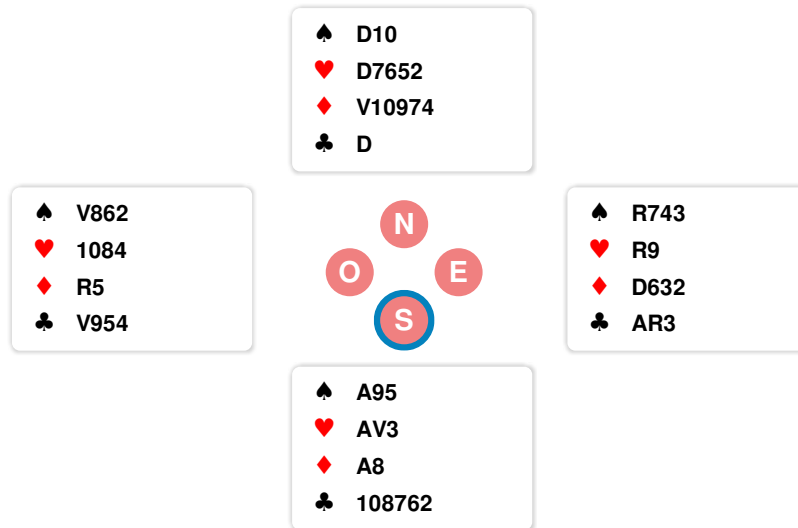 ♠ D10
♥ D7652
♦ V10974
♣ D
♠ V862
♥ 1084
♦ R5
♣ V954
N
O E
S
♠ R743
♥ R9
♦ D632
♣ AR3
♠ A95
♥ AV3
♦ A8
♣ 108762